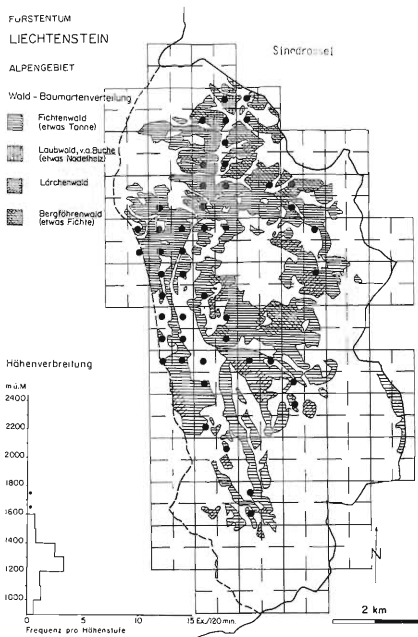 FÜRSTENTUM
LIECHTENSTEIN
ALPENGEBIET
Singdrossel
Wald - Baumartenverteilung
Fichtenwald
(etwas Tanne)
Laubwald, v.a. Buche
(etwas Nadelholz)
Lärchenwald
Bergföhrenwald
(etwas Fichte)
Höhenverbreitung
m ü. M
2400
2200
2000
1800
1600
1400
1200
1000
0 5 10 15 Ex./120 min.
Frequenz pro Höhenstufe
N
2 km